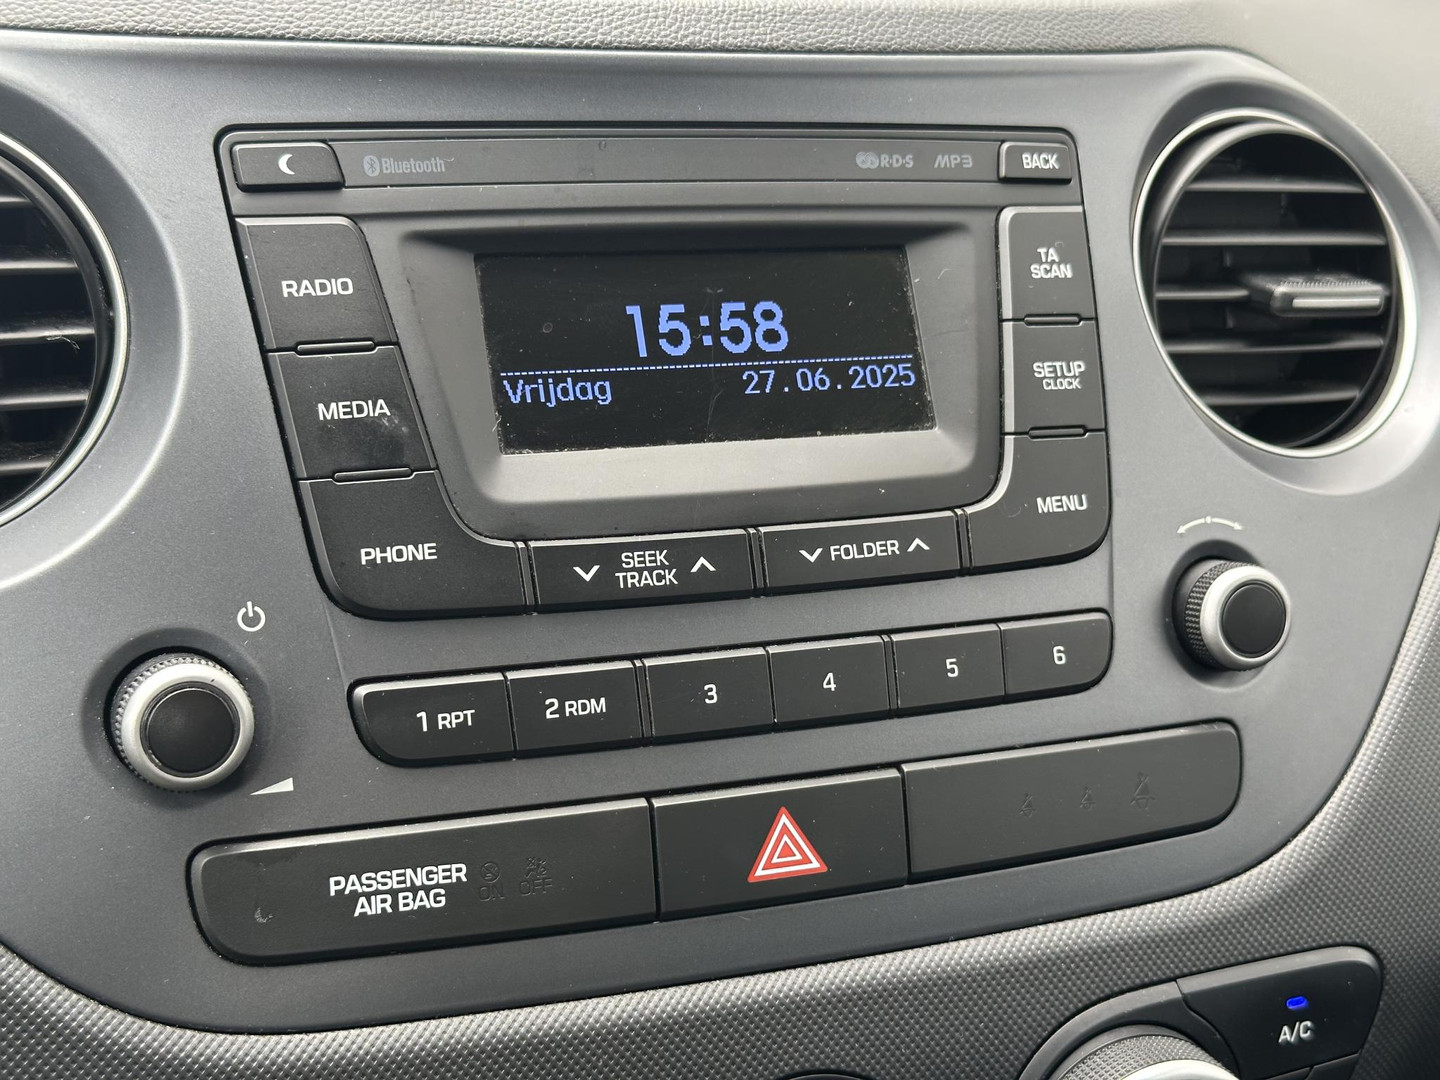 Bluetooth
R·D·S MP3
BACK
RADIO
TA
SCAN
15:58
Vrijdag 27.06.2025
MEDIA
SETUP
CLOCK
PHONE
SEEK
TRACK
FOLDER
MENU
1 RPT
2 RDM
3
4
5
6
PASSENGER
AIR BAG
ON OFF
A/C